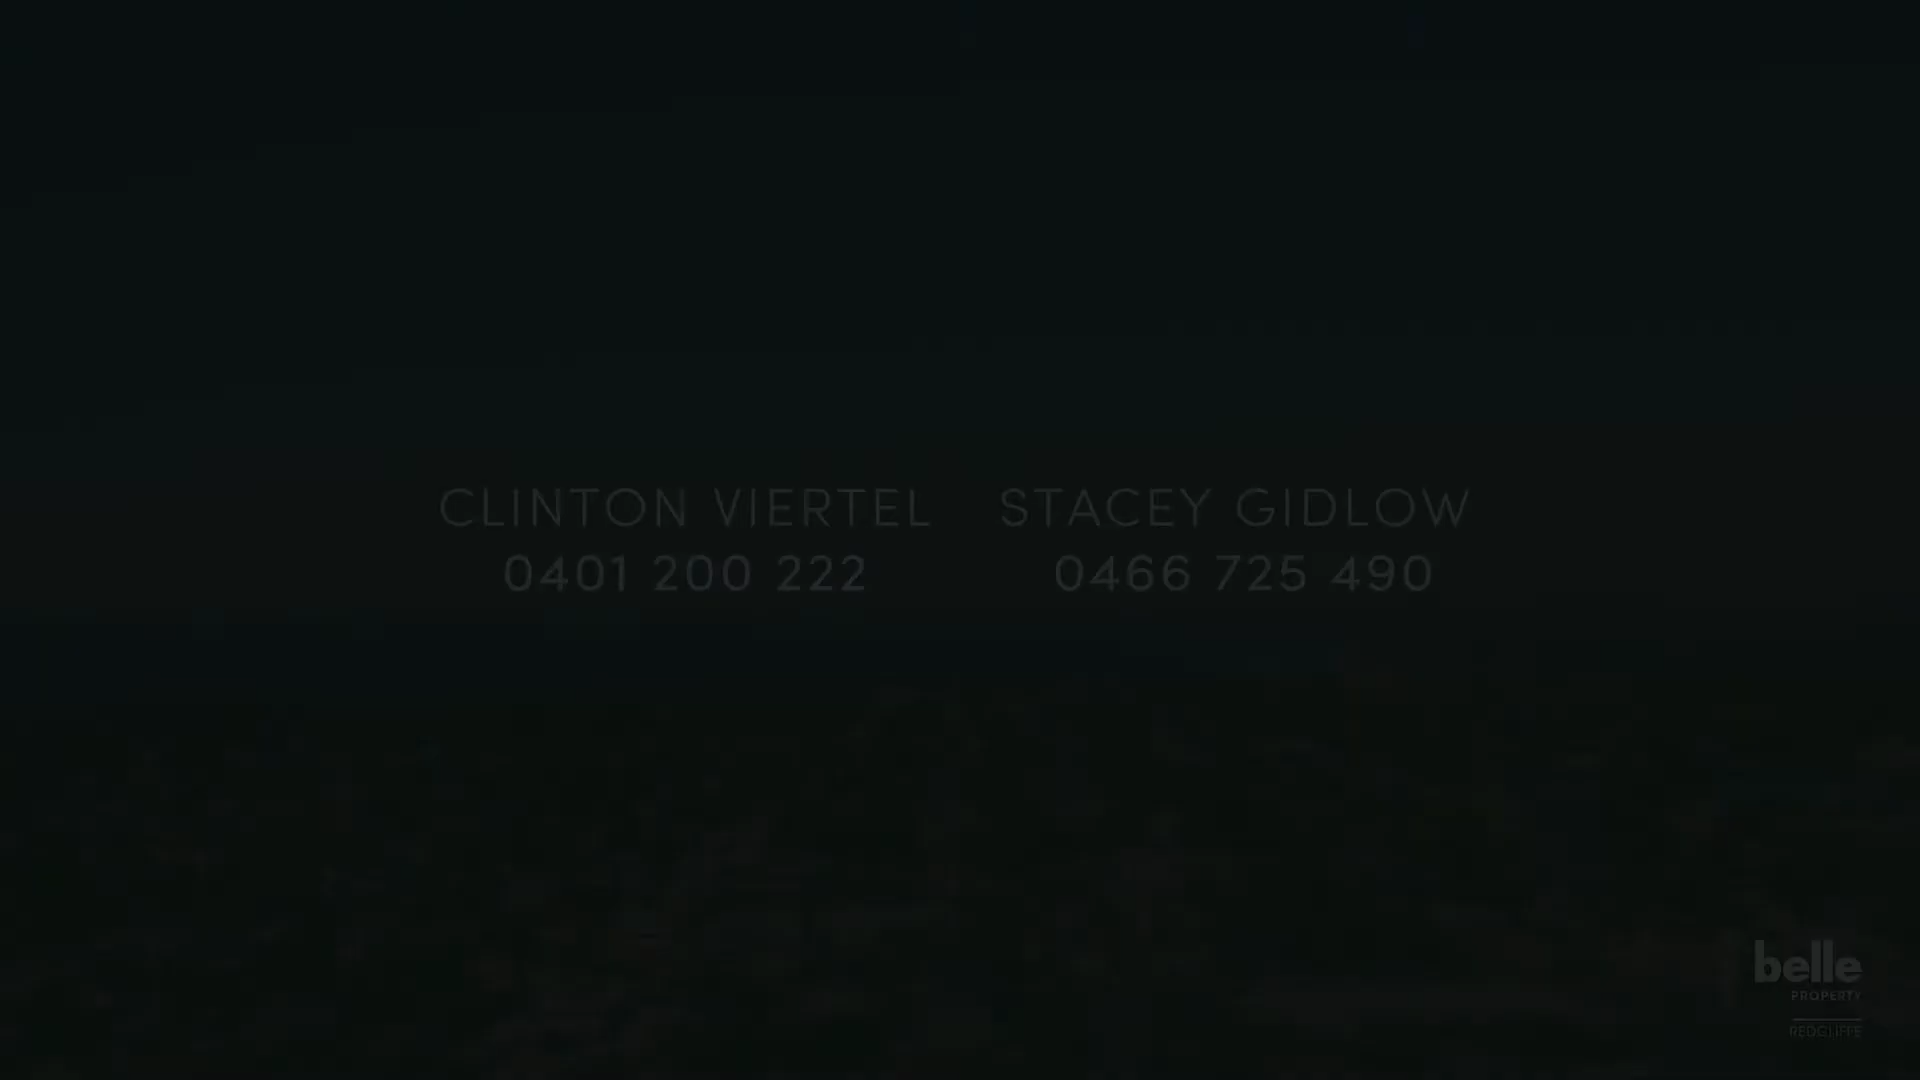 CLINTON VIERTEL
0401 200 222
STACEY GIDLOW
0466 725 490
belle
PROPERTY
REDCLIFFE